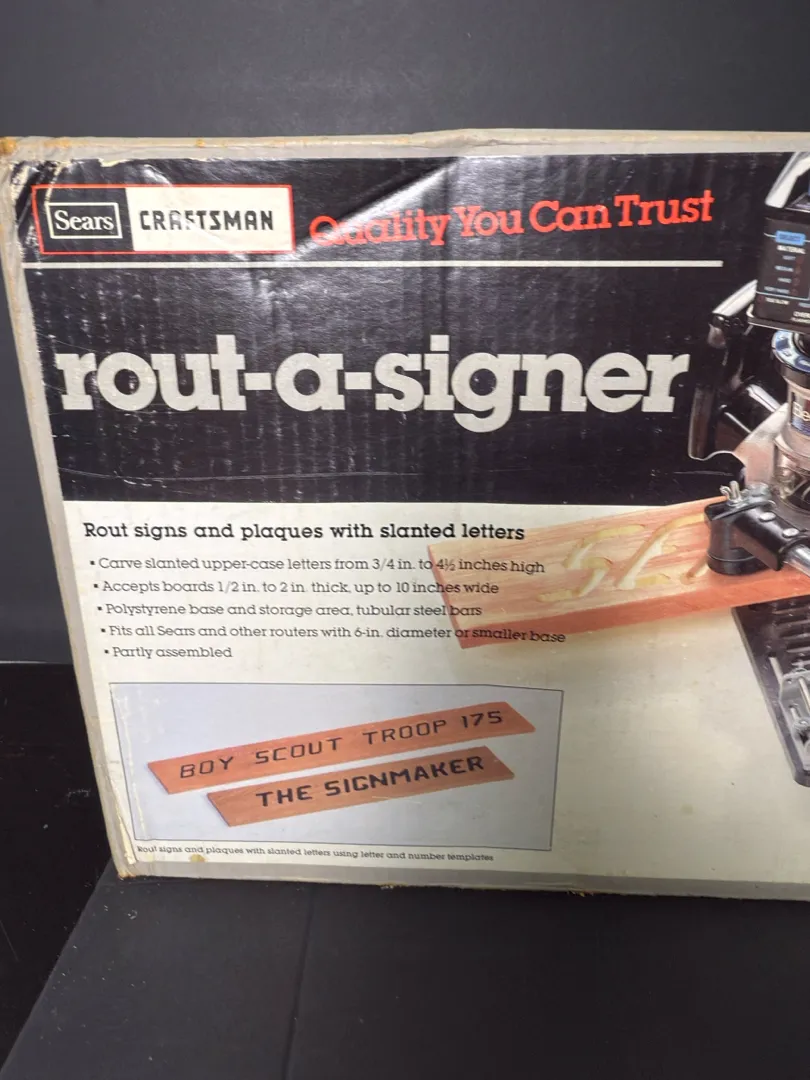 Sears CRAFTSMAN Quality You Can Trust
rout-a-signer
Rout signs and plaques with slanted letters
▪ Carve slanted upper-case letters from 3/4 in. to 4½ inches high
▪ Accepts boards 1/2 in. to 2 in. thick, up to 10 inches wide
▪ Polystyrene base and storage area, tubular steel bars
▪ Fits all Sears and other routers with 6-in. diameter or smaller base
▪ Partly assembled
BOY SCOUT TROOP 175
THE SIGNMAKER
Rout signs and plaques with slanted letters using letter and number templates